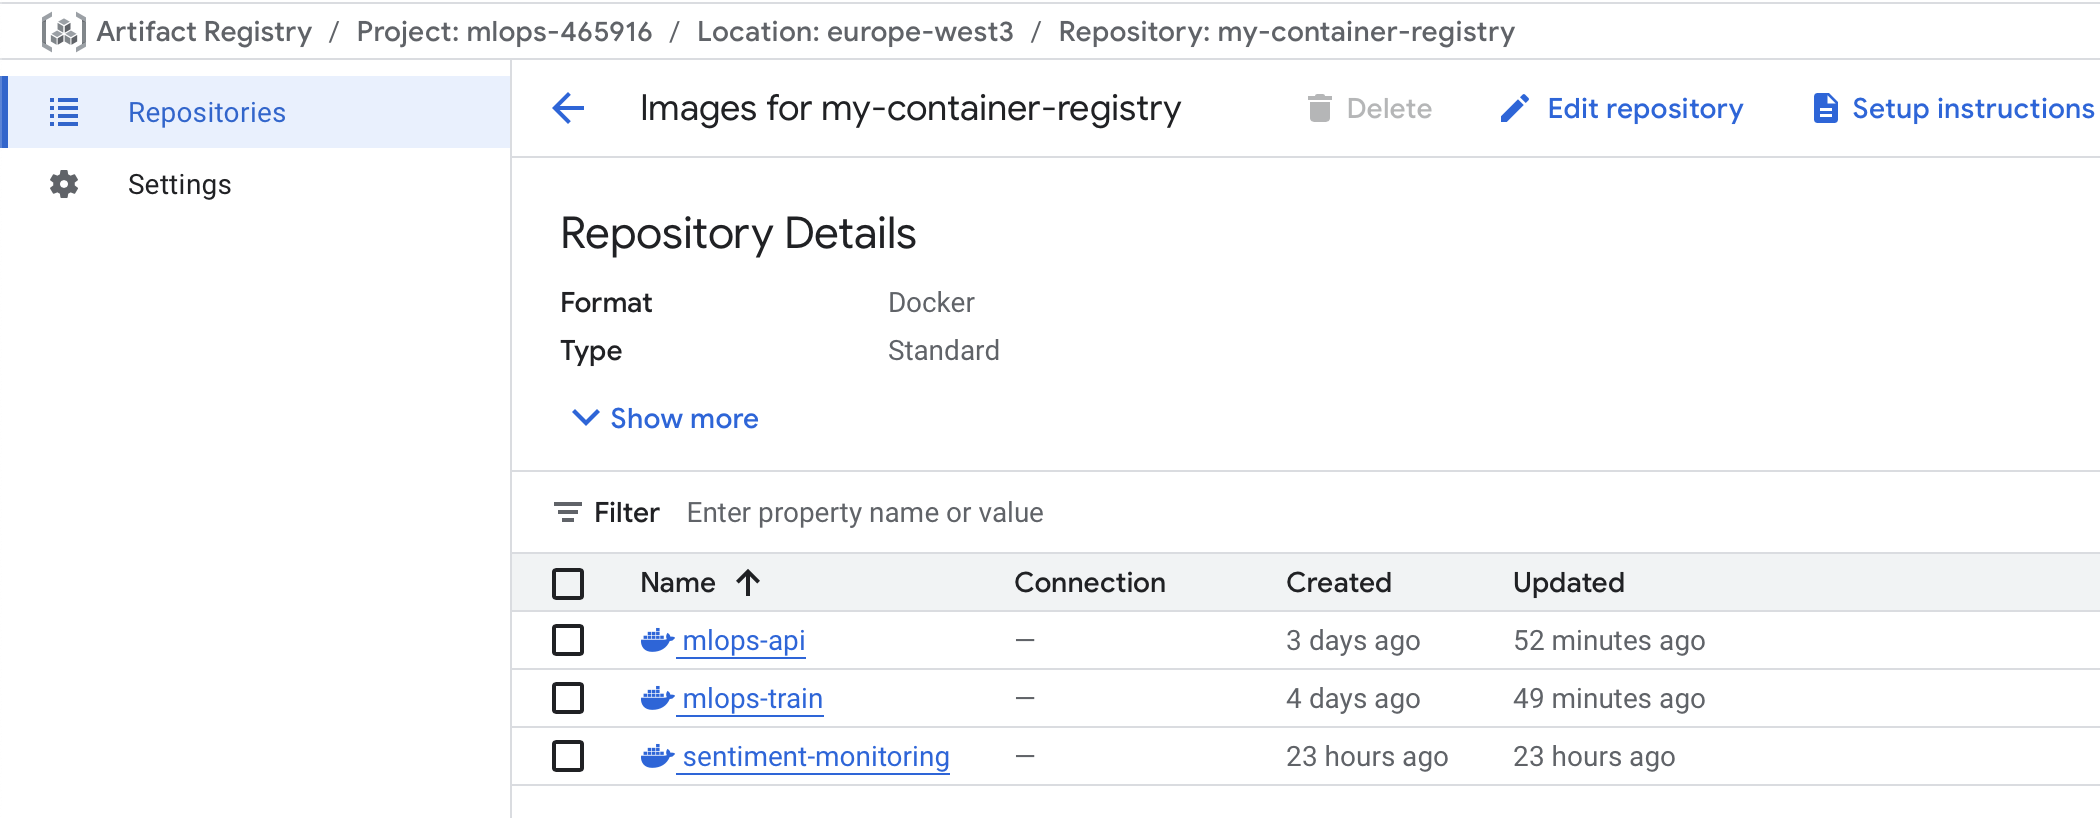 Artifact Registry / Project: mlops-465916 / Location: europe-west3 / Repository: my-container-registry
Repositories
Settings
Images for my-container-registry Delete Edit repository Setup instructions
Repository Details
Format Docker
Type Standard
Show more
Filter Enter property name or value
Name Connection Created Updated
mlops-api — 3 days ago 52 minutes ago
mlops-train — 4 days ago 49 minutes ago
sentiment-monitoring — 23 hours ago 23 hours ago